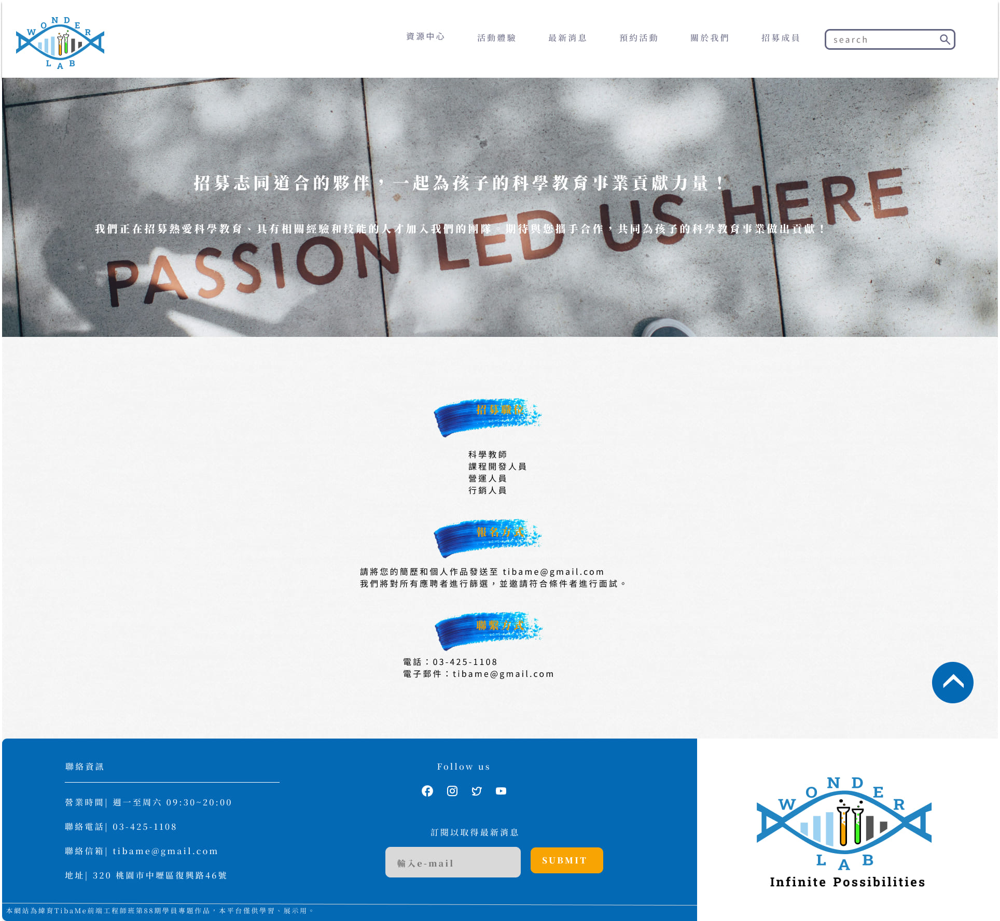 WONDER
LAB
資源中心
活動體驗
最新消息
預約活動
關於我們
招募成員
search
招募志同道合的夥伴，一起為孩子的科學教育事業貢獻力量！
我們正在招募熱愛科學教育、具有相關經驗和技能的人才加入我們的團隊。期待與您攜手合作，共同為孩子的科學教育事業做出貢獻！
PASSION LED US HERE
招募職位
科學教師
課程開發人員
營運人員
行銷人員
報名方式
請將您的簡歷和個人作品發送至 tibame@gmail.com
我們將對所有應聘者進行篩選，並邀請符合條件者進行面試。
聯繫方式
電話：03-425-1108
電子郵件：tibame@gmail.com
聯絡資訊
營業時間| 週一至周六 09:30~20:00
聯絡電話| 03-425-1108
聯絡信箱| tibame@gmail.com
地址| 320 桃園市中壢區復興路46號
Follow us
訂閱以取得最新消息
輸入e-mail
SUBMIT
本網站為緯育TibaMe前端工程師班第88期學員專題作品，本平台僅供學習、展示用。
WONDER
LAB
Infinite Possibilities